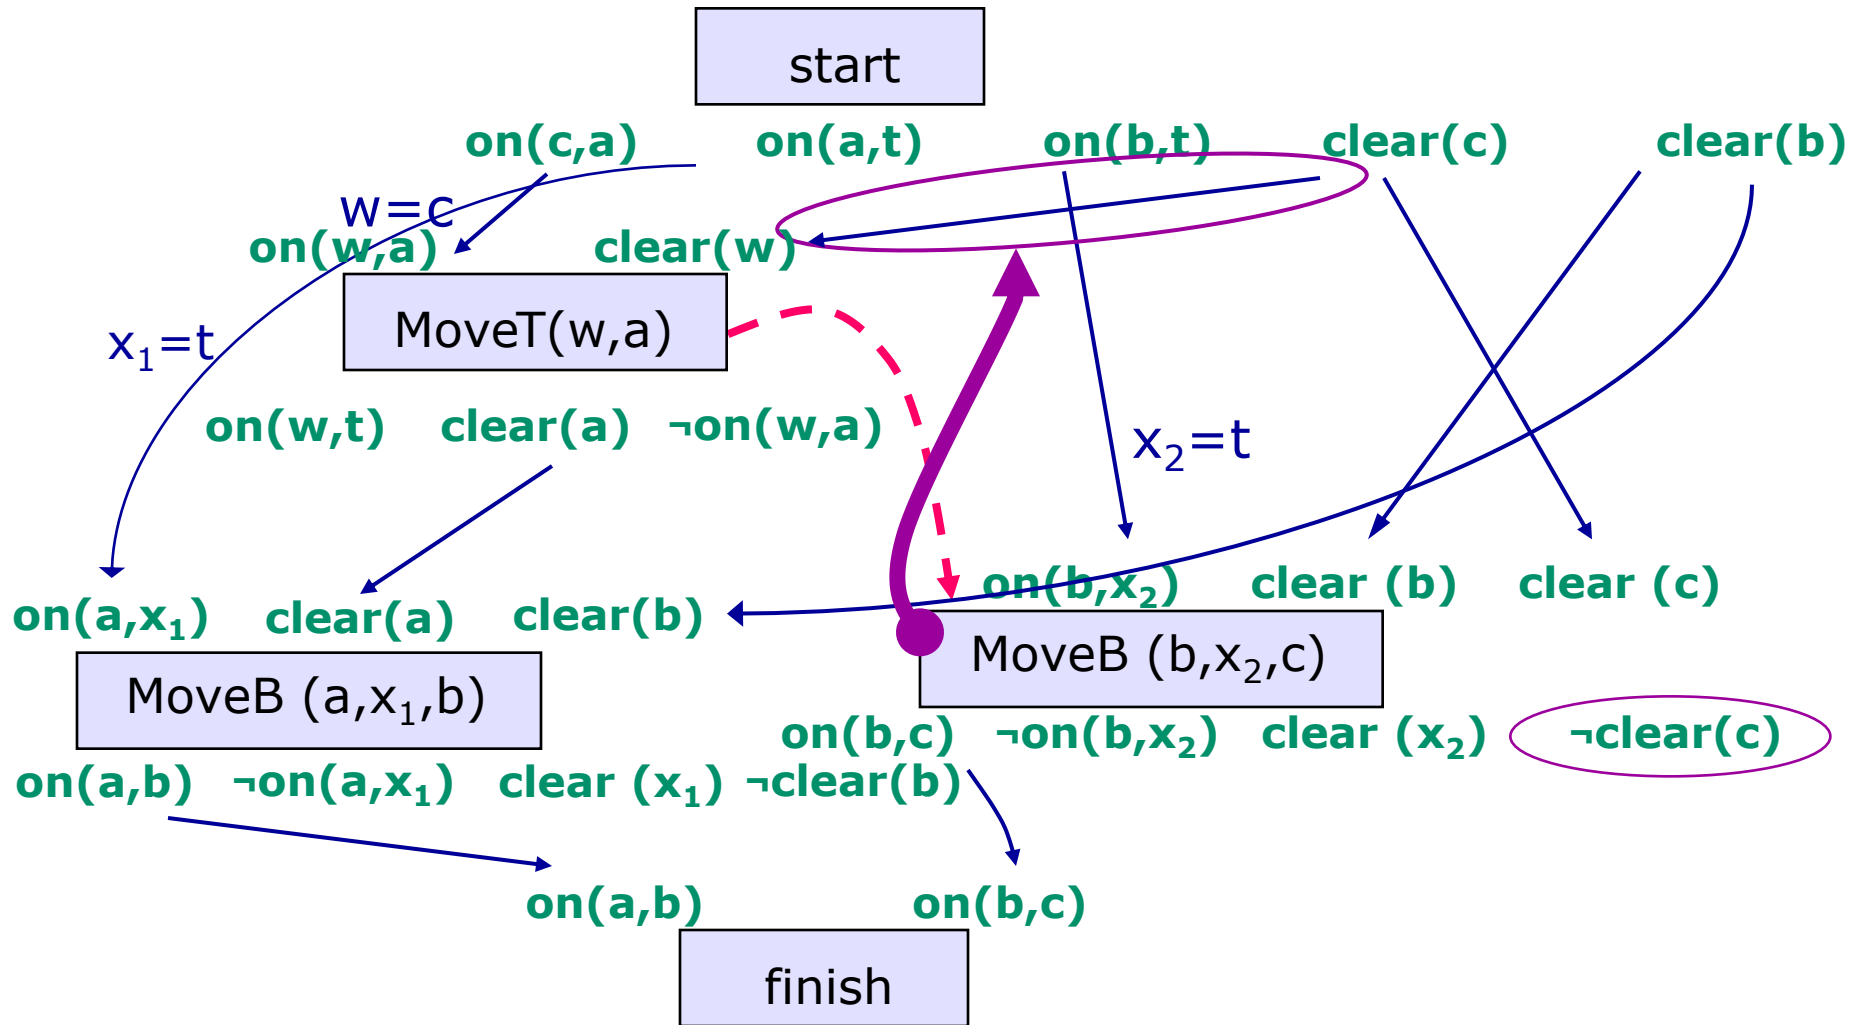 start
on(c,a) on(a,t) on(b,t) clear(c) clear(b)
w=c
on(w,a) clear(w)
MoveT(w,a)
x₁=t
on(w,t) clear(a) ¬on(w,a)
x₂=t
on(b,x₂) clear (b) clear (c)
on(a,x₁) clear(a) clear(b)
MoveB (b,x₂,c)
MoveB (a,x₁,b)
on(b,c) ¬on(b,x₂) clear (x₂) ¬clear(c)
on(a,b) ¬on(a,x₁) clear (x₁) ¬clear(b)
on(a,b) on(b,c)
finish